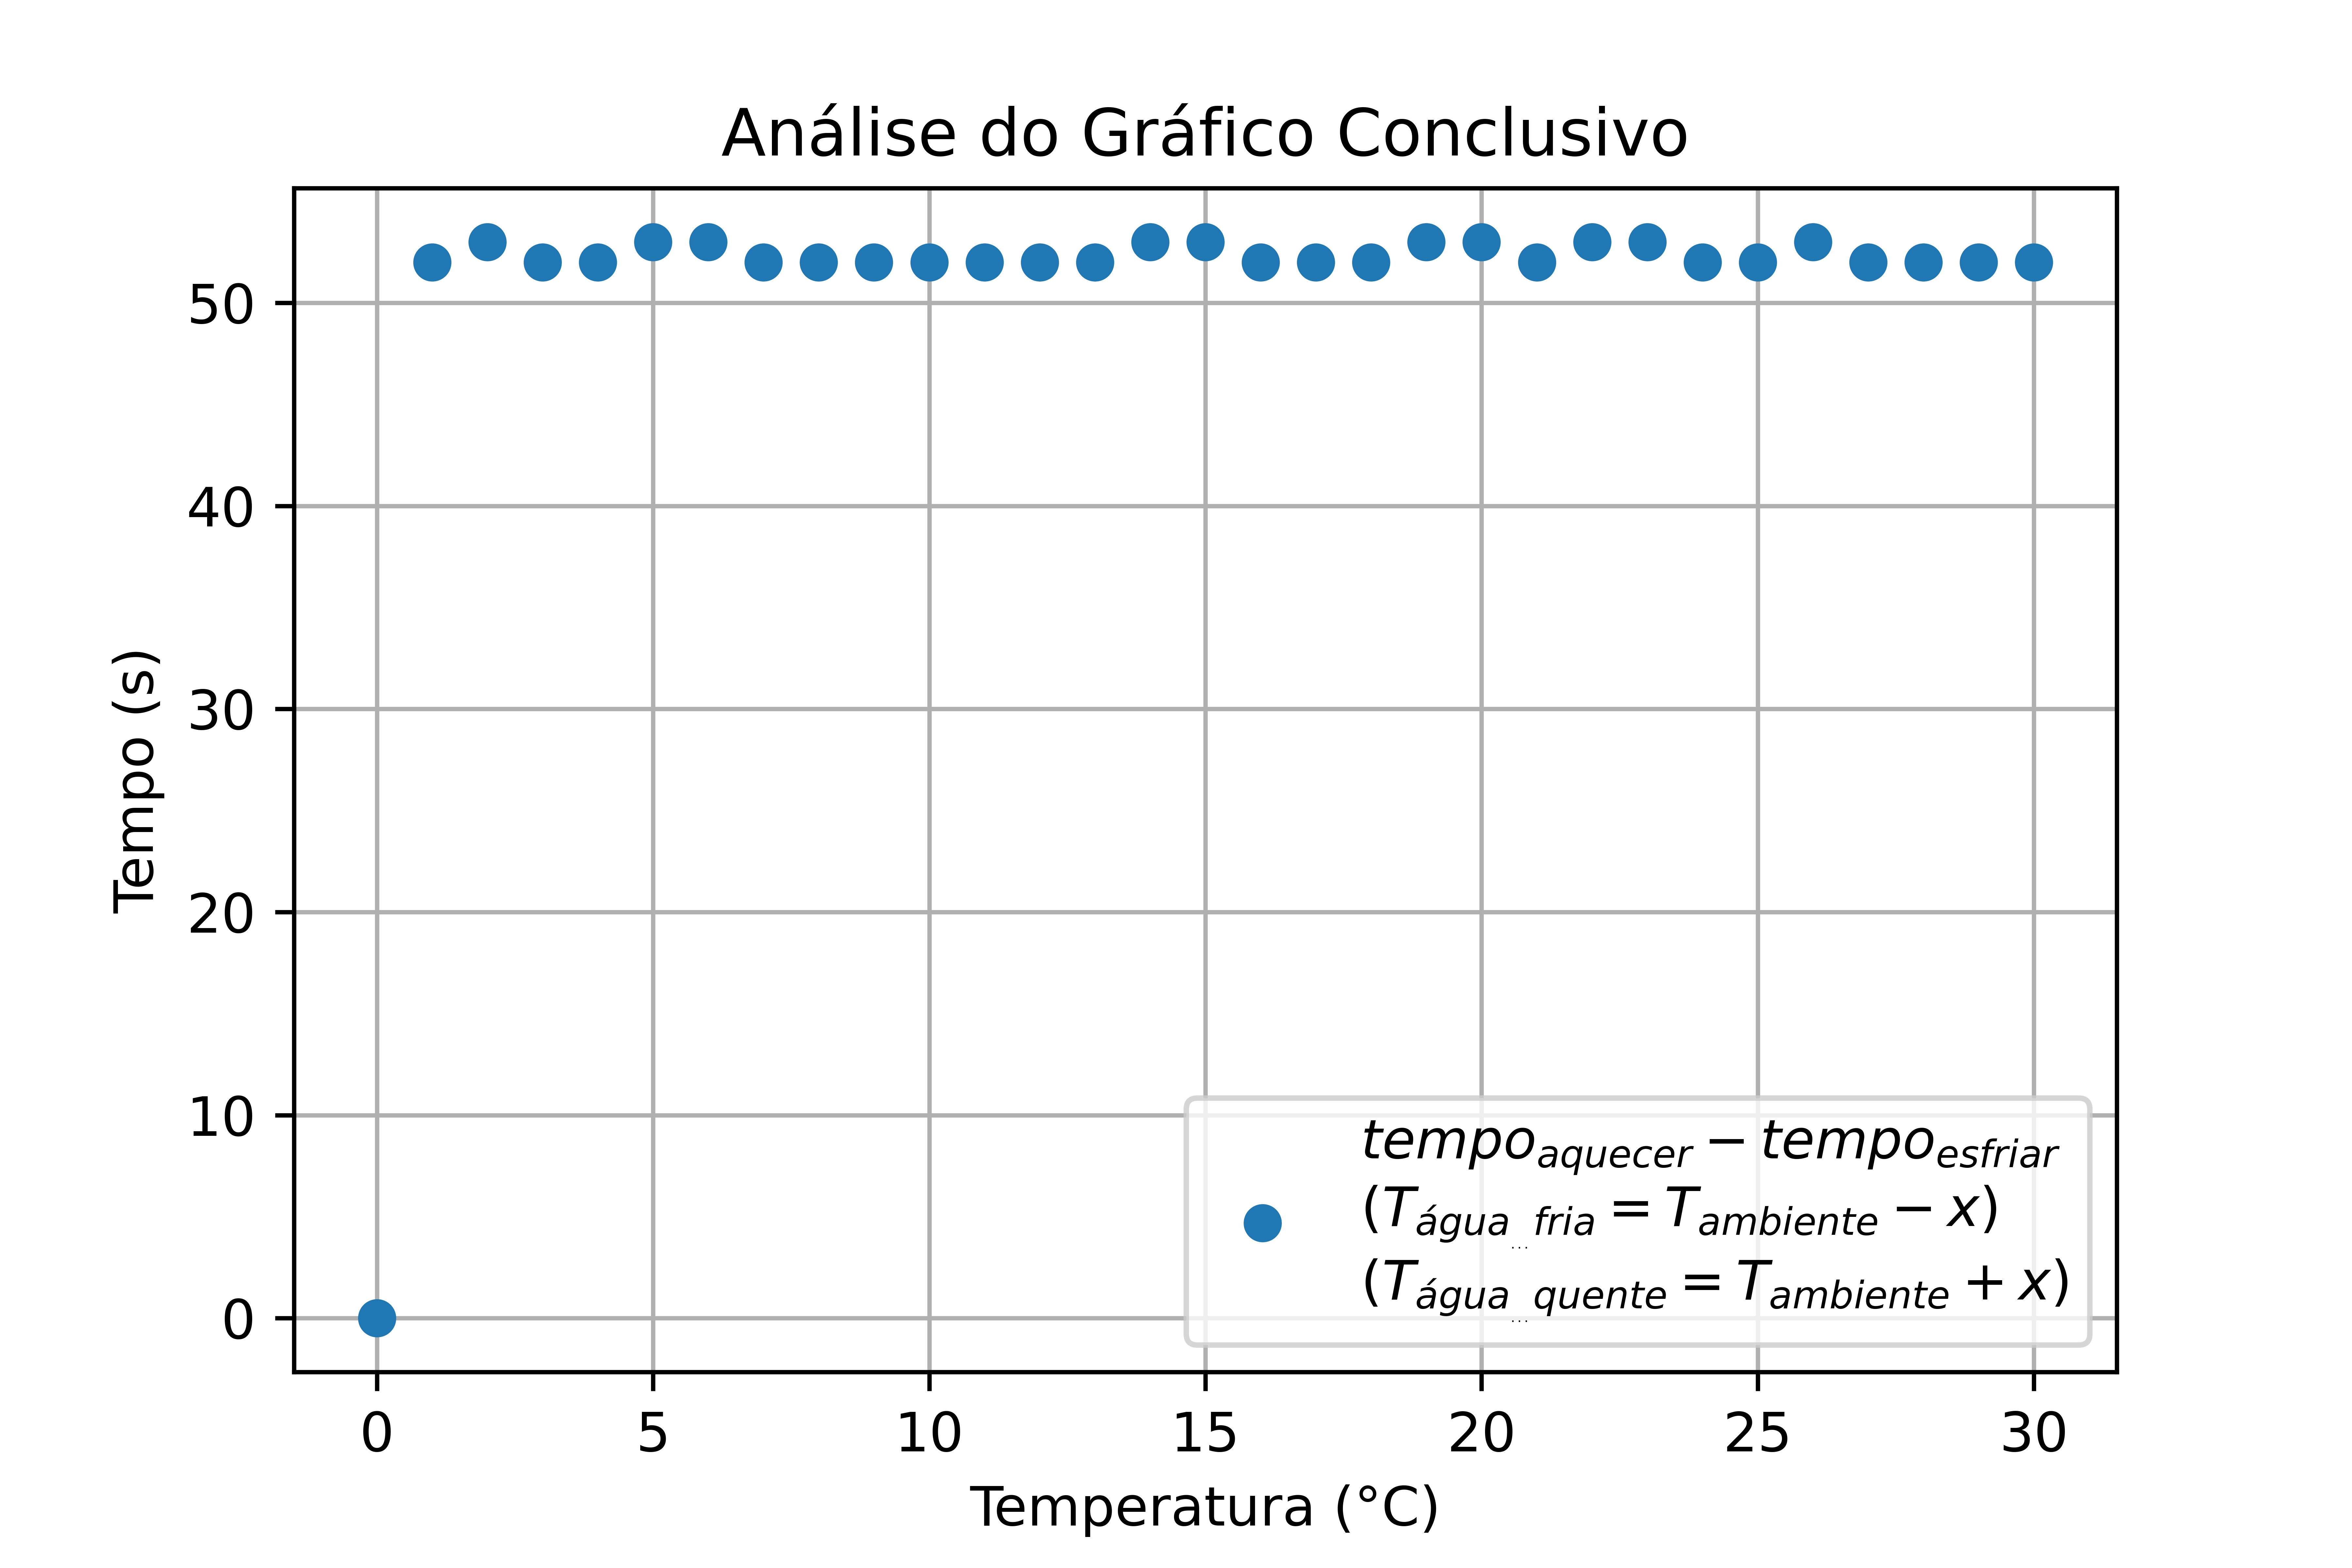 Análise do Gráfico Conclusivo
Tempo (s)
50
40
30
20
10
0
tempo_aquecer − tempo_esfriar
(T_água_fria = T_ambiente − x)
(T_água_quente = T_ambiente + x)
0 5 10 15 20 25 30
Temperatura (°C)